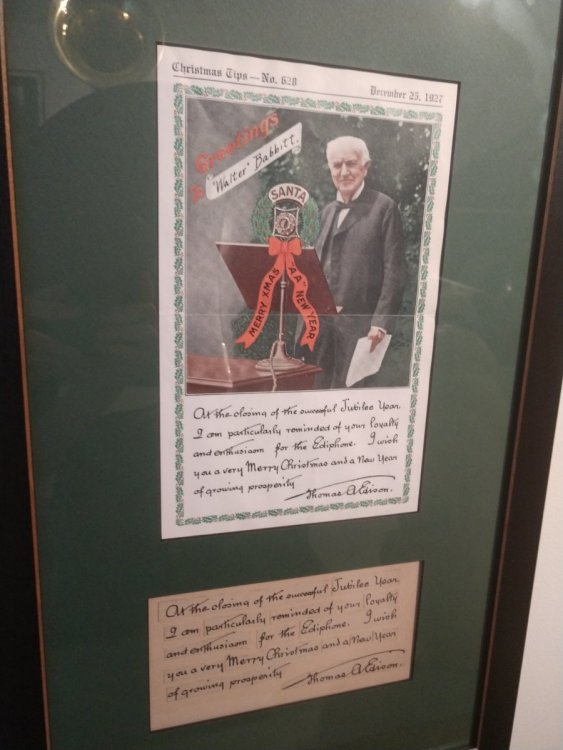 Christmas Tips — No. 628
December 25, 1927
Greetings
To "Walter" Babbitt.
SANTA
MERRY XMAS
"A A" NEW YEAR
At the closing of the successful Jubilee Year,
I am particularly reminded of your loyalty
and enthusiasm for the Ediphone. I wish
you a very Merry Christmas and a New Year
of growing prosperity
Thomas A Edison.
At the closing of the successful Jubilee Year,
I am particularly reminded of your loyalty
and enthusiasm for the Ediphone. I wish
you a very Merry Christmas and a New Year
of growing prosperity
Thomas A Edison.